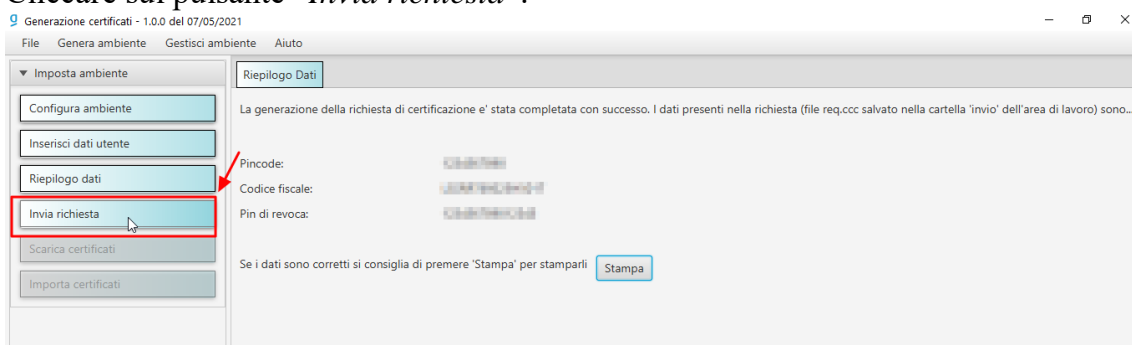 Cliccare sul pulsante "Invia richiesta".
Generazione certificati - 1.0.0 del 07/05/2021
File Genera ambiente Gestisci ambiente Aiuto
Imposta ambiente
Configura ambiente
Inserisci dati utente
Riepilogo dati
Invia richiesta
Scarica certificati
Importa certificati
Riepilogo Dati
La generazione della richiesta di certificazione e' stata completata con successo. I dati presenti nella richiesta (file req.ccc salvato nella cartella 'invio' dell'area di lavoro) sono...
Pincode:
Codice fiscale:
Pin di revoca:
Se i dati sono corretti si consiglia di premere 'Stampa' per stamparli Stampa